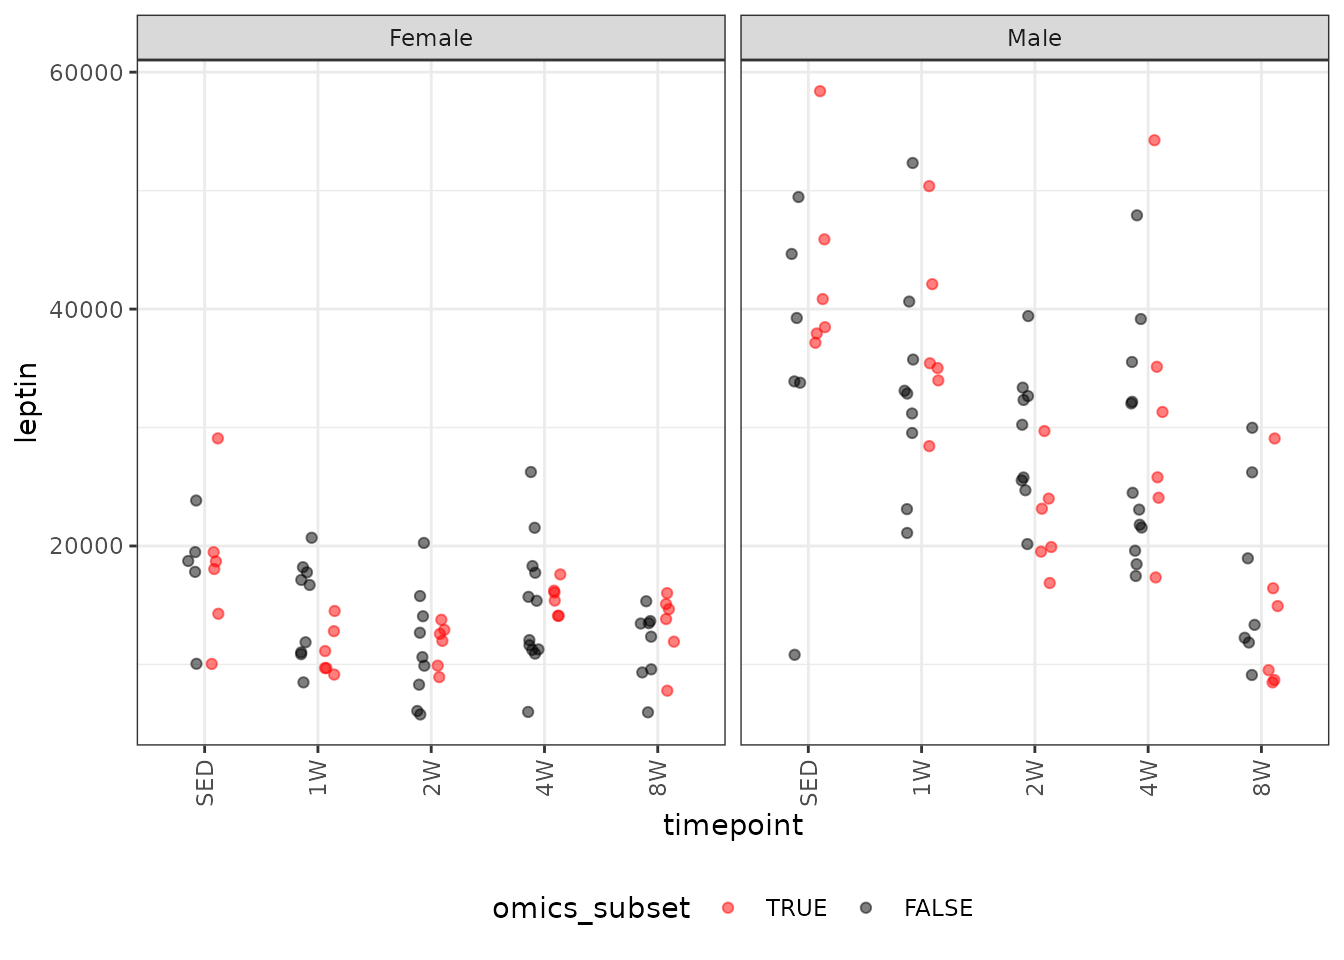 Female
Male
60000
40000
20000
leptin
SED
1W
2W
4W
8W
SED
1W
2W
4W
8W
timepoint
omics_subset TRUE FALSE